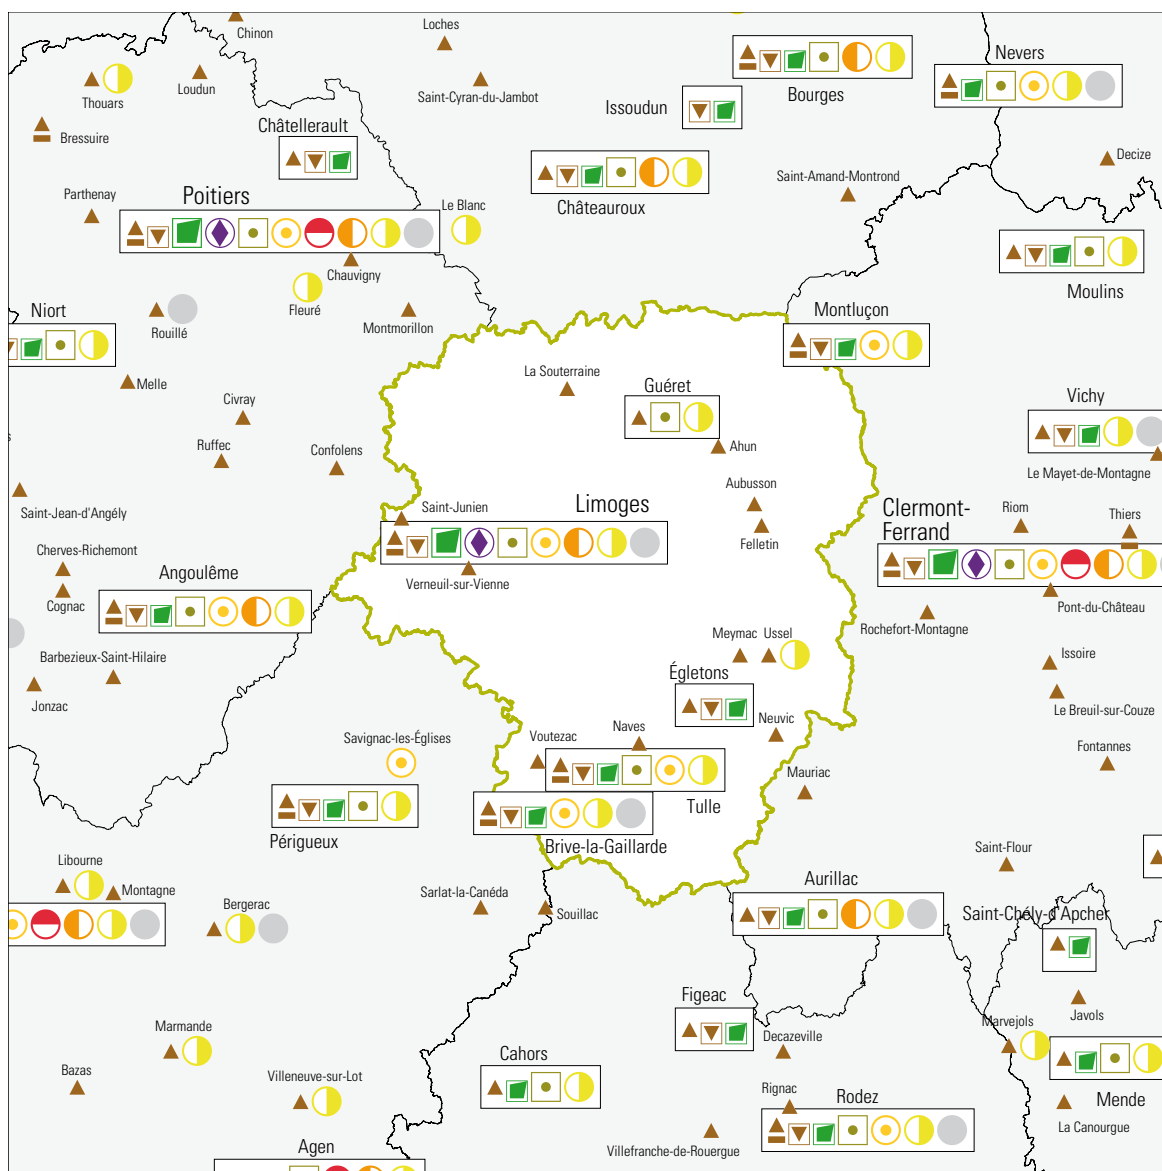 Chinon
Loches
Thouars
Loudun
Saint-Cyran-du-Jambot
Bourges
Nevers
Issoudun
Bressuire
Châtellerault
Decize
Saint-Amand-Montrond
Parthenay
Poitiers
Châteauroux
Le Blanc
Chauvigny
Moulins
Fleuré
Niort
Rouillé
Montmorillon
Montluçon
Melle
La Souterraine
Guéret
Civray
Vichy
s
Ruffec
Confolens
Ahun
Le Mayet-de-Montagne
Aubusson
Saint-Jean-d'Angély
Saint-Junien
Limoges
Clermont-
Ferrand
Riom
Thiers
Felletin
Cherves-Richemont
Angoulême
Verneuil-sur-Vienne
Cognac
Pont-du-Château
Rochefort-Montagne
Barbezieux-Saint-Hilaire
Meymac
Ussel
Issoire
Jonzac
Égletons
Le Breuil-sur-Couze
Savignac-les-Églises
Voutezac
Naves
Neuvic
Fontannes
Mauriac
Tulle
Périgueux
Brive-la-Gaillarde
Saint-Flour
Libourne
Montagne
Bergerac
Sarlat-la-Canéda
Souillac
Aurillac
Saint-Chély-d'Apcher
Figeac
Javols
Marvejols
Marmande
Decazeville
Cahors
Bazas
Villeneuve-sur-Lot
Rignac
Rodez
Mende
La Canourgue
Agen
Villefranche-de-Rouergue